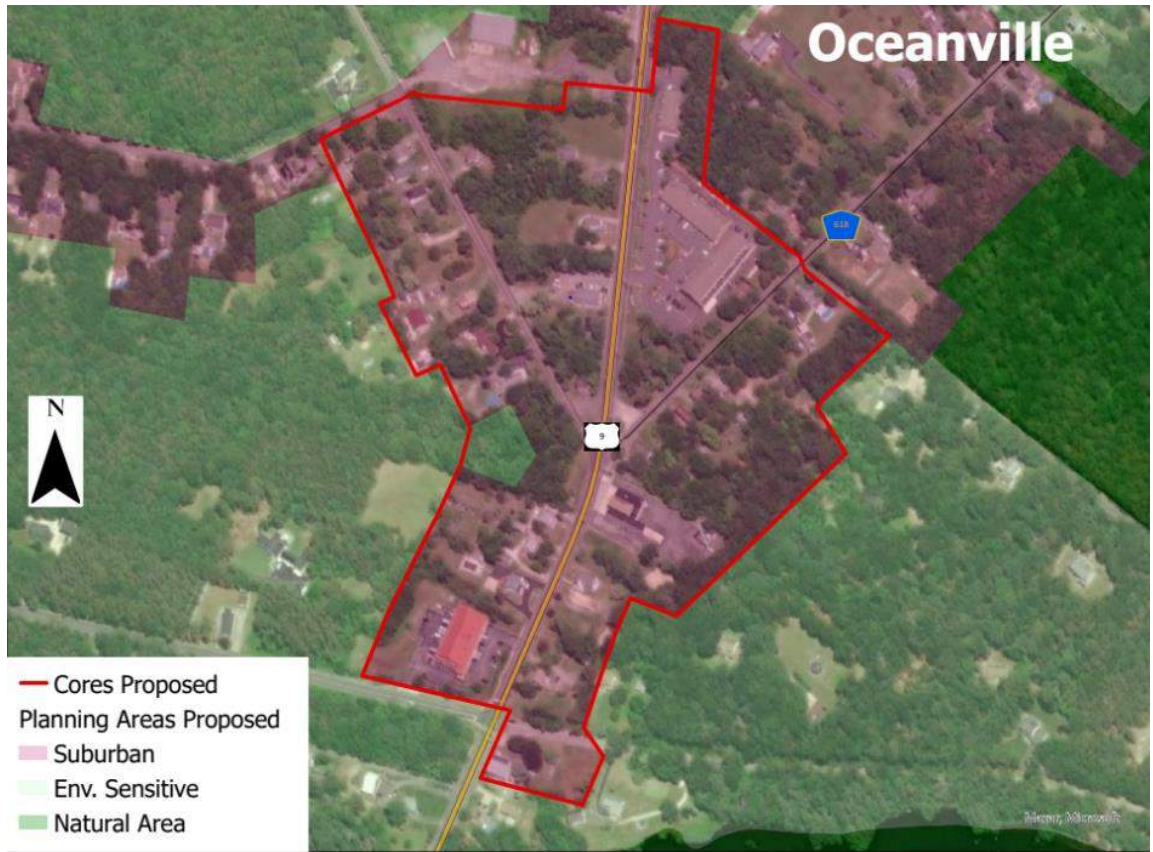 Oceanville
618
N
9
Cores Proposed
Planning Areas Proposed
Suburban
Env. Sensitive
Natural Area
Maxar, Microsoft